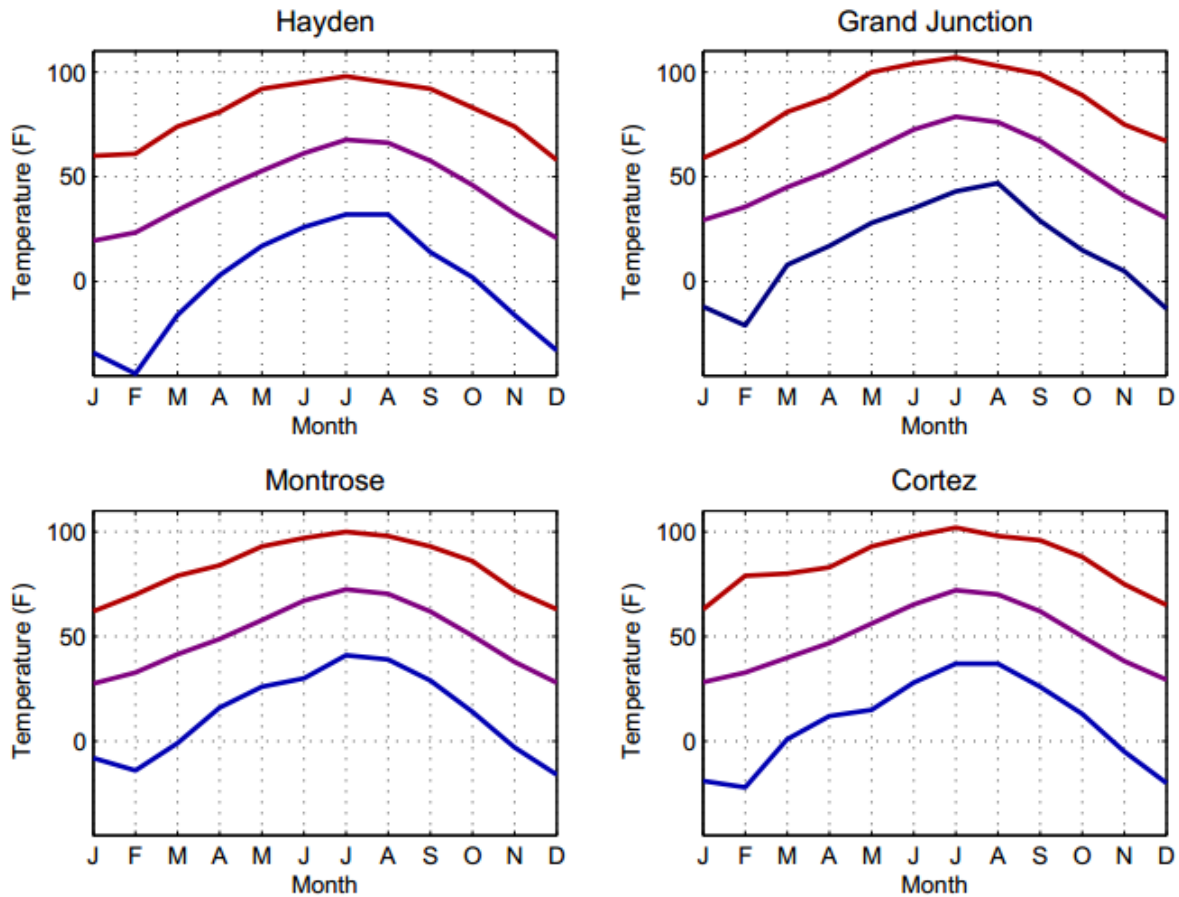 Hayden
Temperature (F)
100
50
0
J F M A M J J A S O N D
Month
Grand Junction
Temperature (F)
100
50
0
J F M A M J J A S O N D
Month
Montrose
Temperature (F)
100
50
0
J F M A M J J A S O N D
Month
Cortez
Temperature (F)
100
50
0
J F M A M J J A S O N D
Month